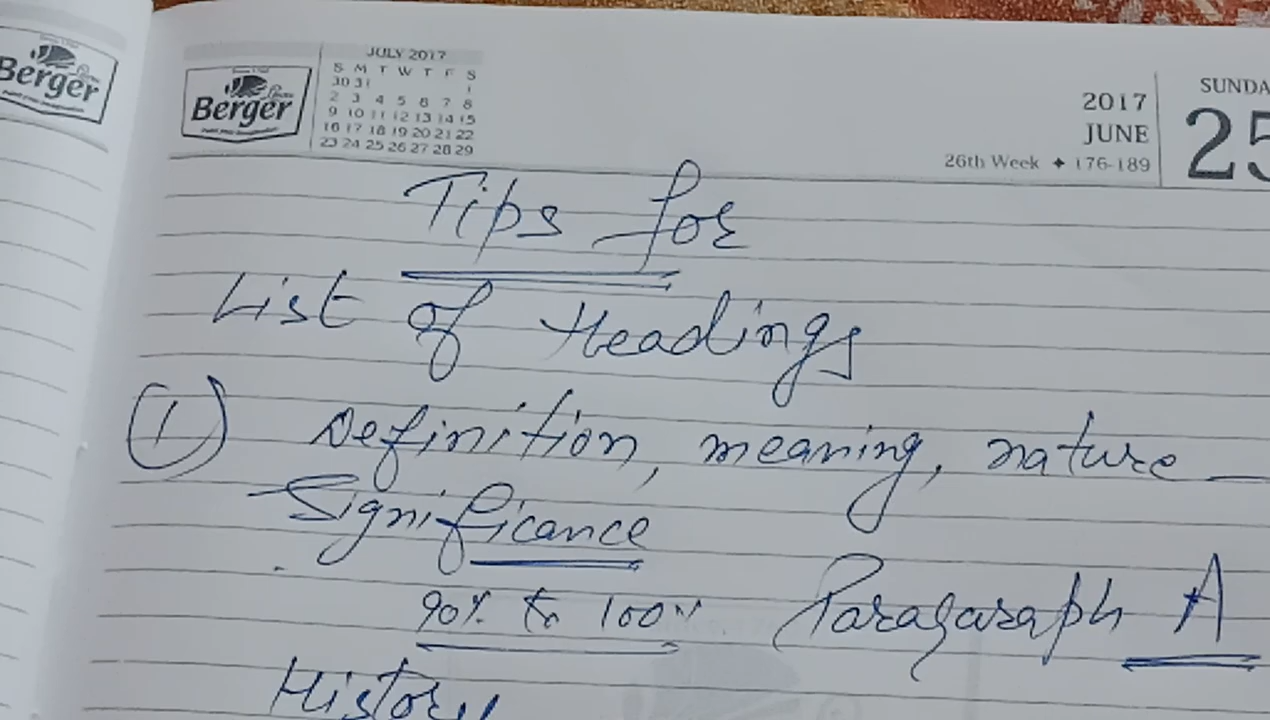 Berger
Berger
JULY 2017
S M T W T F S
30 31 1
2 3 4 5 6 7 8
9 10 11 12 13 14 15
16 17 18 19 20 21 22
23 24 25 26 27 28 29
2017
JUNE
26th Week ✦ 176-189
SUNDA
25
Tips for
List of Headings
① Definition, meaning, nature –
Significance
90% to 100% Paragaraph A
History